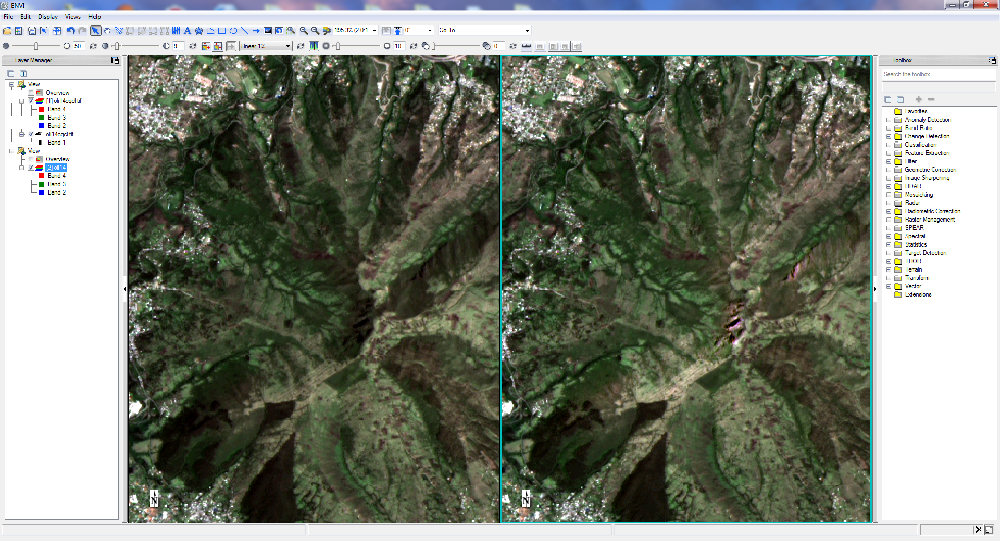 ENVI
File Edit Display Views Help
195.3% (2.0:1 0° Go To
50 9 Linear 1% 10 0
Layer Manager
View
Overview
[1] oli14cgcl.tif
Band 4
Band 3
Band 2
oli14cgcl.tif
Band 1
View
Overview
[2] oli14
Band 4
Band 3
Band 2
N
N
Toolbox
Search the toolbox
Favorites
Anomaly Detection
Band Ratio
Change Detection
Classification
Feature Extraction
Filter
Geometric Correction
Image Sharpening
LiDAR
Mosaicking
Radar
Radiometric Correction
Raster Management
SPEAR
Spectral
Statistics
Target Detection
THOR
Terrain
Transform
Vector
Extensions